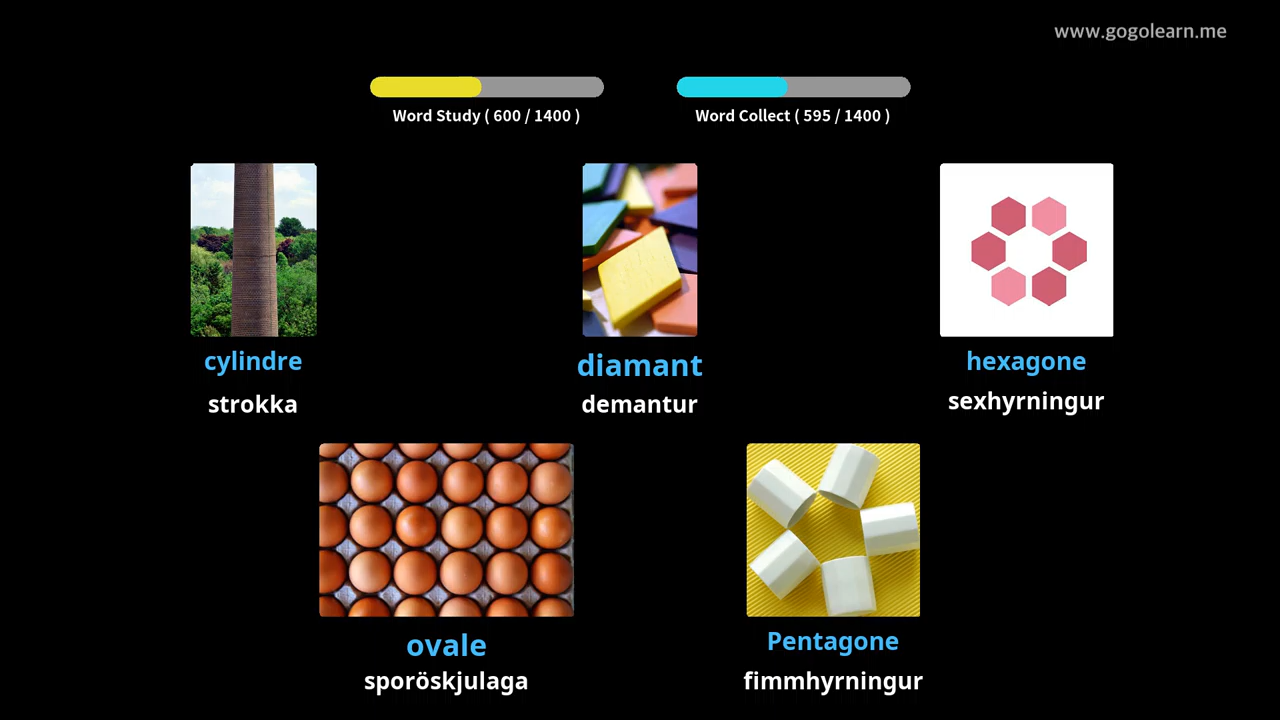 www.gogolearn.me
Word Study ( 600 / 1400 )
Word Collect ( 595 / 1400 )
cylindre
strokka
diamant
demantur
hexagone
sexhyrningur
ovale
sporöskjulaga
Pentagone
fimmhyrningur